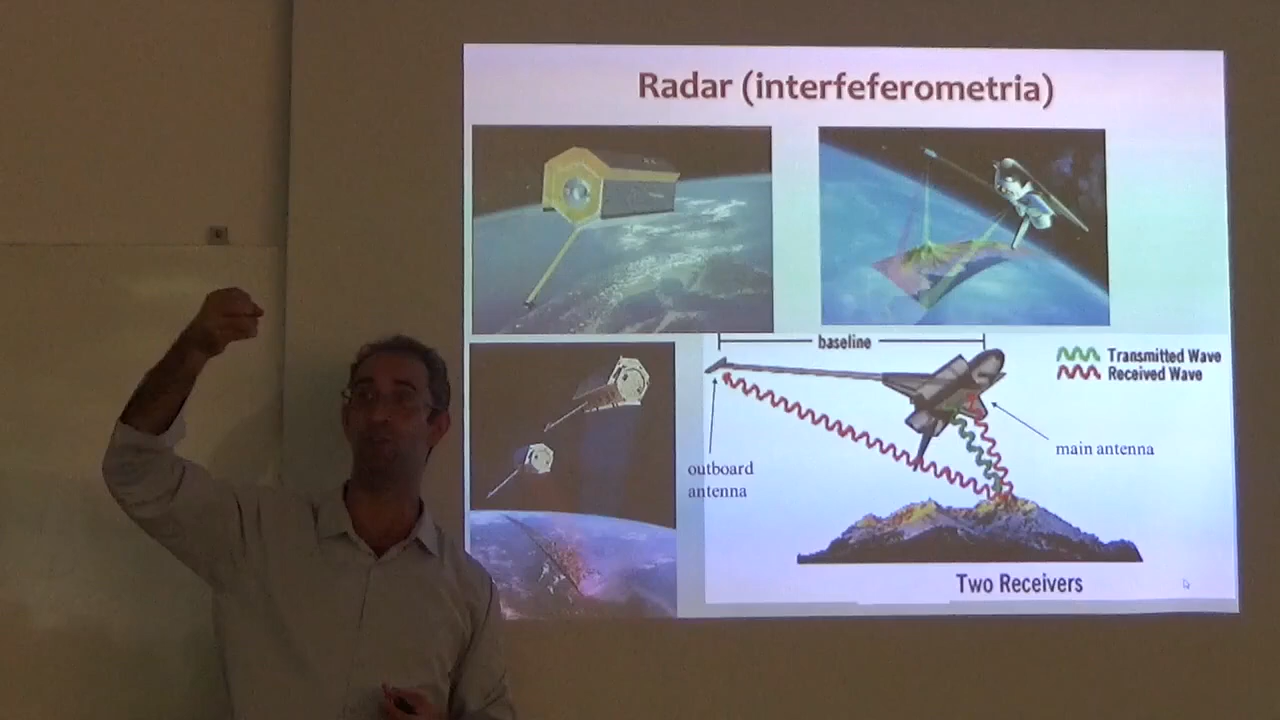 Radar (interfeferometria)
baseline
Transmitted Wave
Received Wave
main antenna
outboard
antenna
Two Receivers